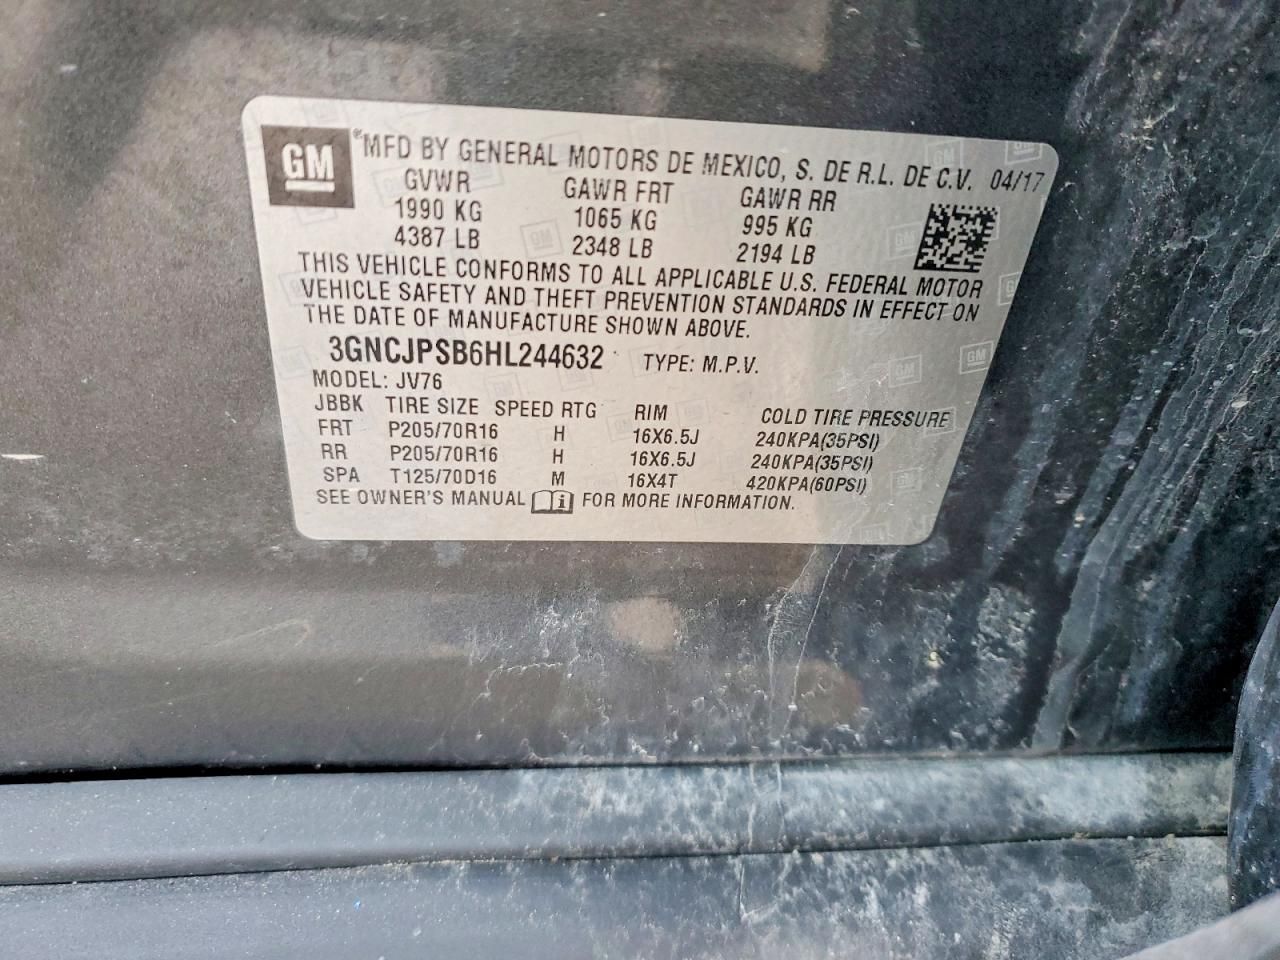 GM
®MFD BY GENERAL MOTORS DE MEXICO, S. DE R.L. DE C.V. 04/17
GVWR GAWR FRT GAWR RR
1990 KG 1065 KG 995 KG
4387 LB 2348 LB 2194 LB
THIS VEHICLE CONFORMS TO ALL APPLICABLE U.S. FEDERAL MOTOR
VEHICLE SAFETY AND THEFT PREVENTION STANDARDS IN EFFECT ON
THE DATE OF MANUFACTURE SHOWN ABOVE.
3GNCJPSB6HL244632 TYPE: M.P.V.
MODEL: JV76
JBBK TIRE SIZE SPEED RTG RIM COLD TIRE PRESSURE
FRT P205/70R16 H 16X6.5J 240KPA(35PSI)
RR P205/70R16 H 16X6.5J 240KPA(35PSI)
SPA T125/70D16 M 16X4T 420KPA(60PSI)
SEE OWNER'S MANUAL i FOR MORE INFORMATION.